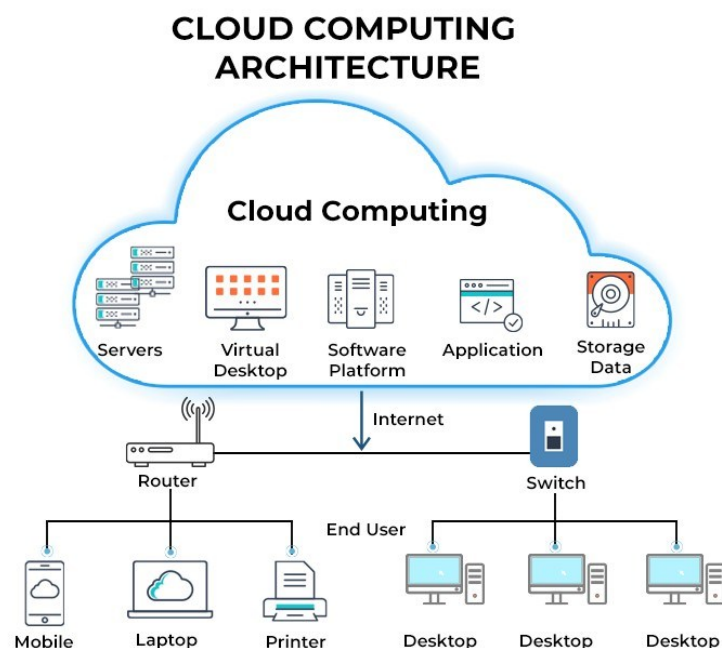 CLOUD COMPUTING
ARCHITECTURE
Cloud Computing
Servers
Virtual
Desktop
Software
Platform
Application
Storage
Data
Internet
Router
Switch
End User
Mobile
Laptop
Printer
Desktop
Desktop
Desktop